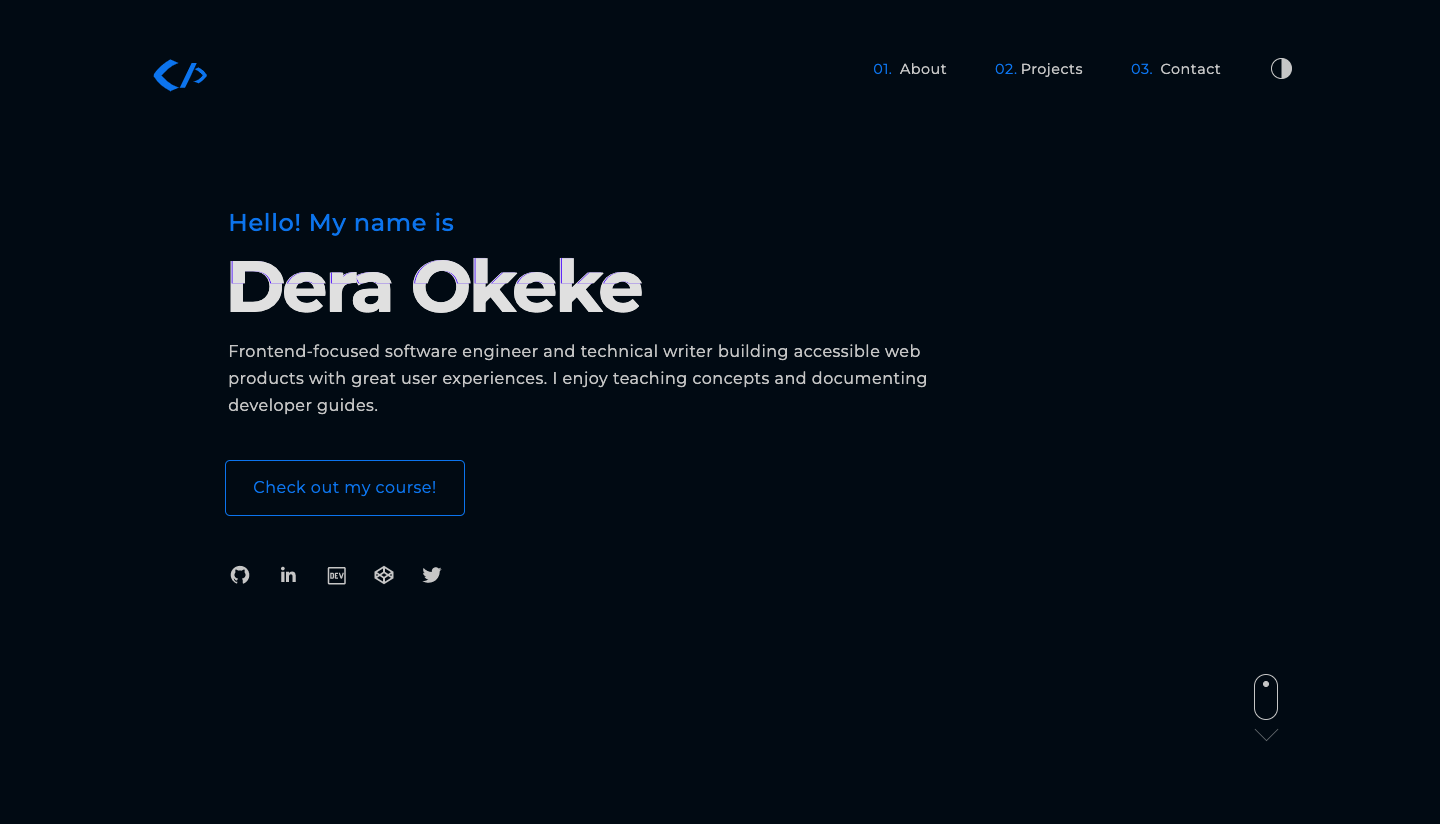 </>
01. About 02. Projects 03. Contact
Hello! My name is
Dera Okeke
Frontend-focused software engineer and technical writer building accessible web
products with great user experiences. I enjoy teaching concepts and documenting
developer guides.
Check out my course!
in DEV